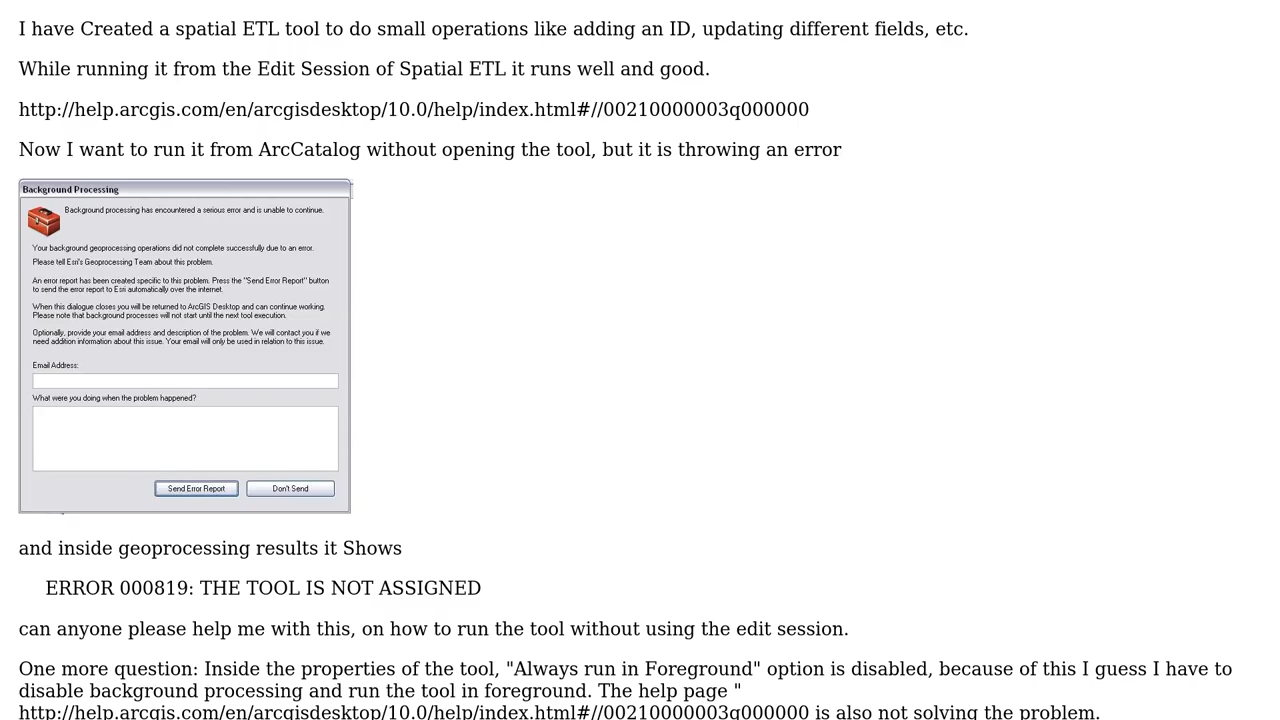 I have Created a spatial ETL tool to do small operations like adding an ID, updating different fields, etc.
While running it from the Edit Session of Spatial ETL it runs well and good.
http://help.arcgis.com/en/arcgisdesktop/10.0/help/index.html#//00210000003q000000
Now I want to run it from ArcCatalog without opening the tool, but it is throwing an error
Background Processing
Background processing has encountered a serious error and is unable to continue.
Your background geoprocessing operations did not complete successfully due to an error.
Please tell Esri's Geoprocessing Team about this problem.
An error report has been created specific to this problem. Press the "Send Error Report" button
to send the error report to Esri automatically over the internet.
When this dialogue closes you will be returned to ArcGIS Desktop and can continue working.
Please note that background processes will not start until the next tool execution.
Optionally, provide your email address and description of the problem. We will contact you if we
need addition information about this issue. Your email will only be used in relation to this issue.
Email Address:
What were you doing when the problem happened?
Send Error Report Don't Send
and inside geoprocessing results it Shows
ERROR 000819: THE TOOL IS NOT ASSIGNED
can anyone please help me with this, on how to run the tool without using the edit session.
One more question: Inside the properties of the tool, "Always run in Foreground" option is disabled, because of this I guess I have to
disable background processing and run the tool in foreground. The help page "
http://help.arcgis.com/en/arcgisdesktop/10.0/help/index.html#//00210000003q000000 is also not solving the problem.